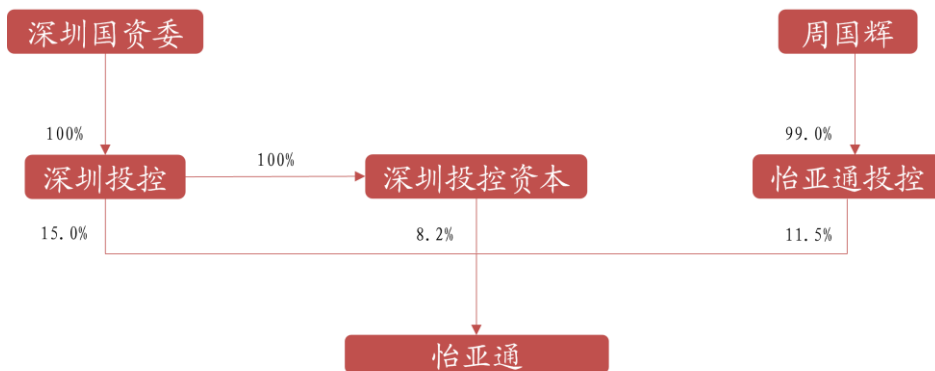 深圳国资委
周国辉
100%
99.0%
100%
深圳投控
深圳投控资本
怡亚通投控
15.0%
8.2%
11.5%
怡亚通